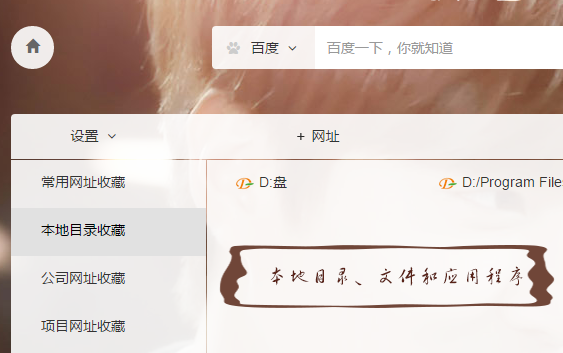 百度
百度一下，你就知道
设置
+ 网址
常用网址收藏
D:盘
D:/Program Files
本地目录收藏
本地目录、文件和应用程序
公司网址收藏
项目网址收藏